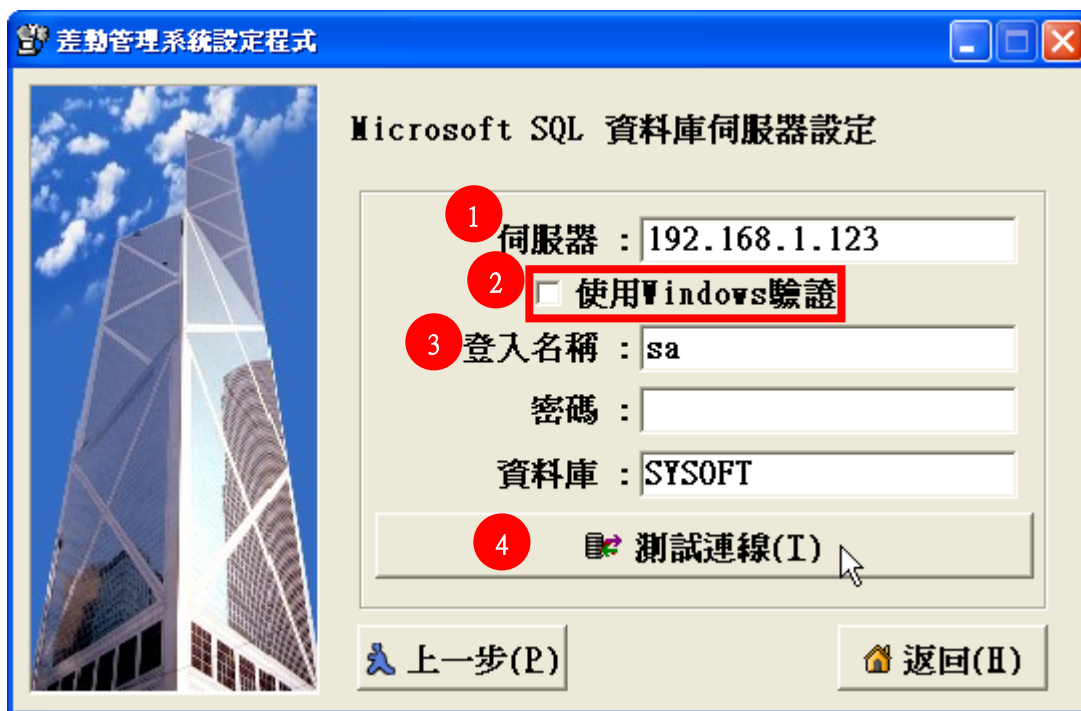 差勤管理系統設定程式
Microsoft SQL 資料庫伺服器設定
1 伺服器 : 192.168.1.123
2 使用Windows驗證
3 登入名稱 : sa
密碼 :
資料庫 : SYSOFT
4 測試連線(T)
上一步(P) 返回(H)